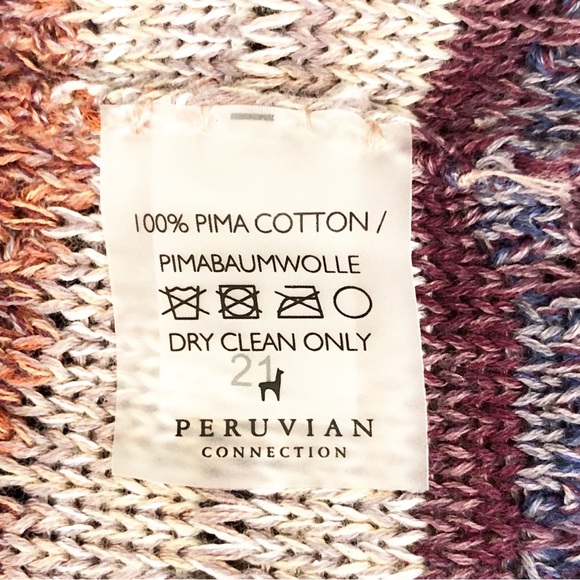 100% PIMA COTTON /
PIMABAUMWOLLE
DRY CLEAN ONLY
21
PERUVIAN
CONNECTION